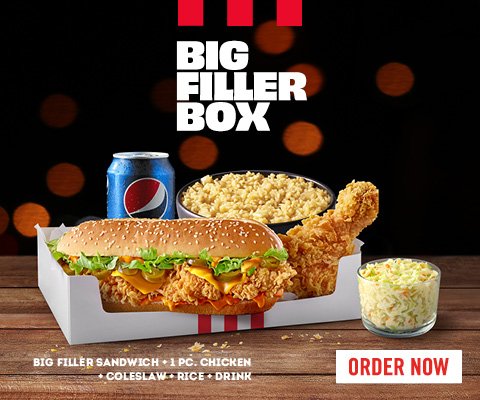 BIG
FILLER
BOX
BIG FILLER SANDWICH + 1 PC. CHICKEN
+ COLESLAW + RICE + DRINK
ORDER NOW